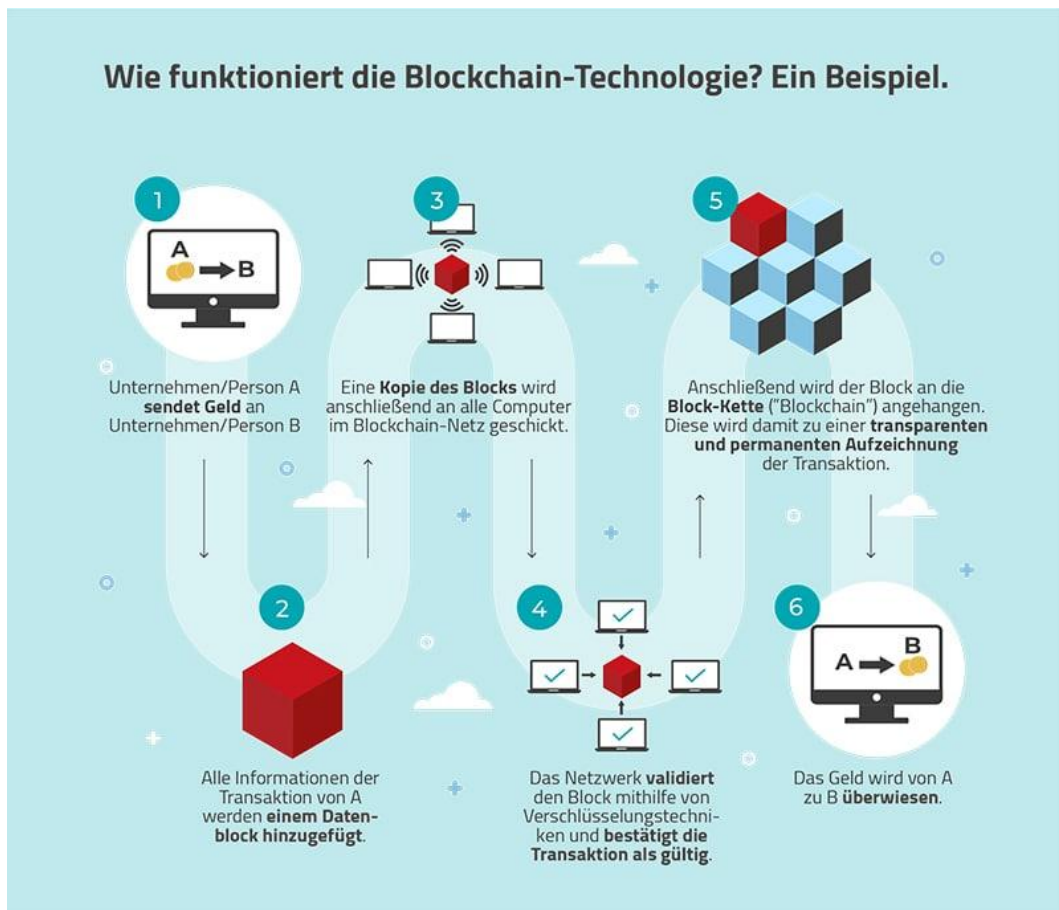 Wie funktioniert die Blockchain-Technologie? Ein Beispiel.
1
A
B
Unternehmen/Person A
sendet Geld an
Unternehmen/Person B
2
Alle Informationen der
Transaktion von A
werden einem Daten-
block hinzugefügt.
3
Eine Kopie des Blocks wird
anschließend an alle Computer
im Blockchain-Netz geschickt.
4
Das Netzwerk validiert
den Block mithilfe von
Verschlüsselungstechni-
ken und bestätigt die
Transaktion als gültig.
5
Anschließend wird der Block an die
Block-Kette ("Blockchain") angehangen.
Diese wird damit zu einer transparenten
und permanenten Aufzeichnung
der Transaktion.
6
A
B
Das Geld wird von A
zu B überwiesen.